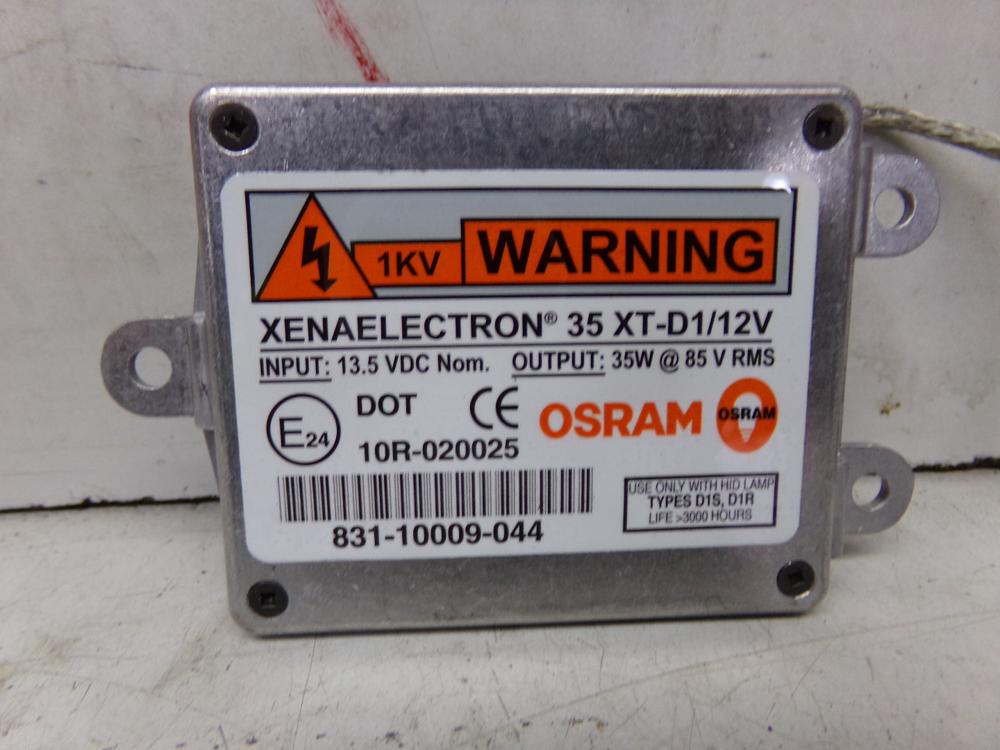 1KV WARNING
XENAELECTRON® 35 XT-D1/12V
INPUT: 13.5 VDC Nom. OUTPUT: 35W @ 85 V RMS
E24 DOT CE OSRAM OSRAM
10R-020025
831-10009-044
USE ONLY WITH HID LAMP
TYPES D1S, D1R
LIFE >3000 HOURS